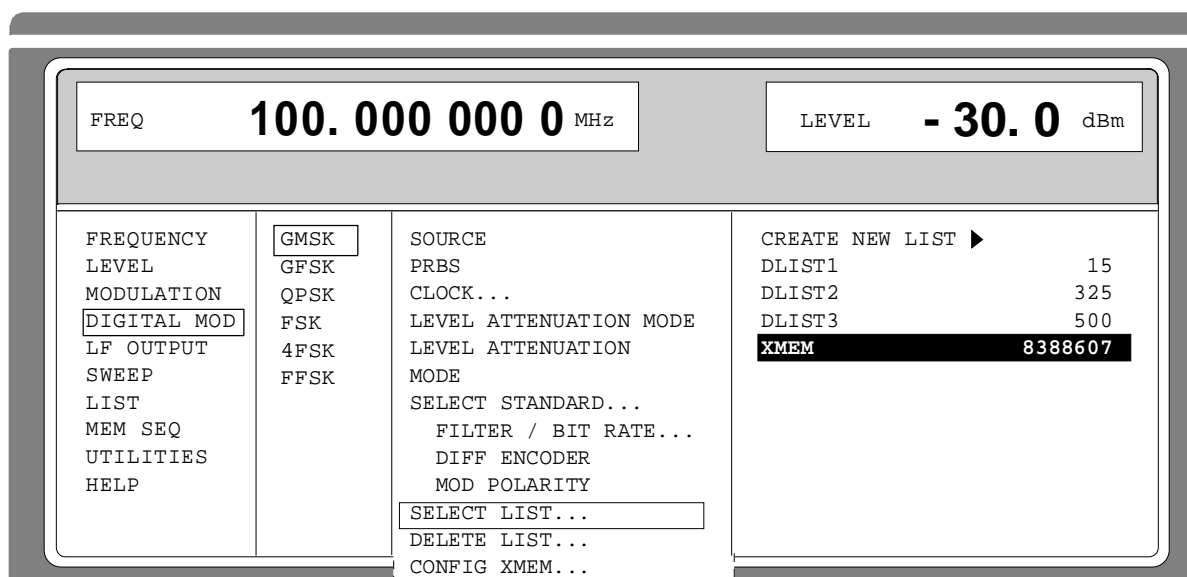 FREQ 100. 000 000 0 MHz
LEVEL - 30. 0 dBm
FREQUENCY
LEVEL
MODULATION
DIGITAL MOD
LF OUTPUT
SWEEP
LIST
MEM SEQ
UTILITIES
HELP
GMSK
GFSK
QPSK
FSK
4FSK
FFSK
SOURCE
PRBS
CLOCK...
LEVEL ATTENUATION MODE
LEVEL ATTENUATION
MODE
SELECT STANDARD...
FILTER / BIT RATE...
DIFF ENCODER
MOD POLARITY
SELECT LIST...
DELETE LIST...
CONFIG XMEM...
CREATE NEW LIST
DLIST1 15
DLIST2 325
DLIST3 500
XMEM 8388607